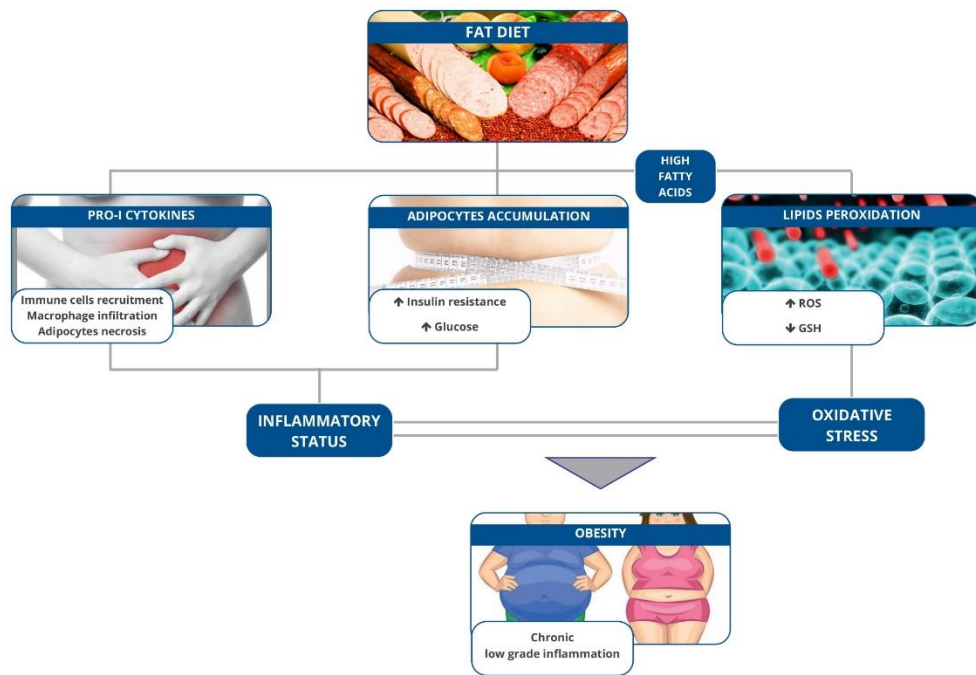 FAT DIET
HIGH
FATTY
ACIDS
PRO-I CYTOKINES
Immune cells recruitment
Macrophage infiltration
Adipocytes necrosis
ADIPOCYTES ACCUMULATION
↑ Insulin resistance
↑ Glucose
LIPIDS PEROXIDATION
↑ ROS
↓ GSH
INFLAMMATORY
STATUS
OXIDATIVE
STRESS
OBESITY
Chronic
low grade inflammation